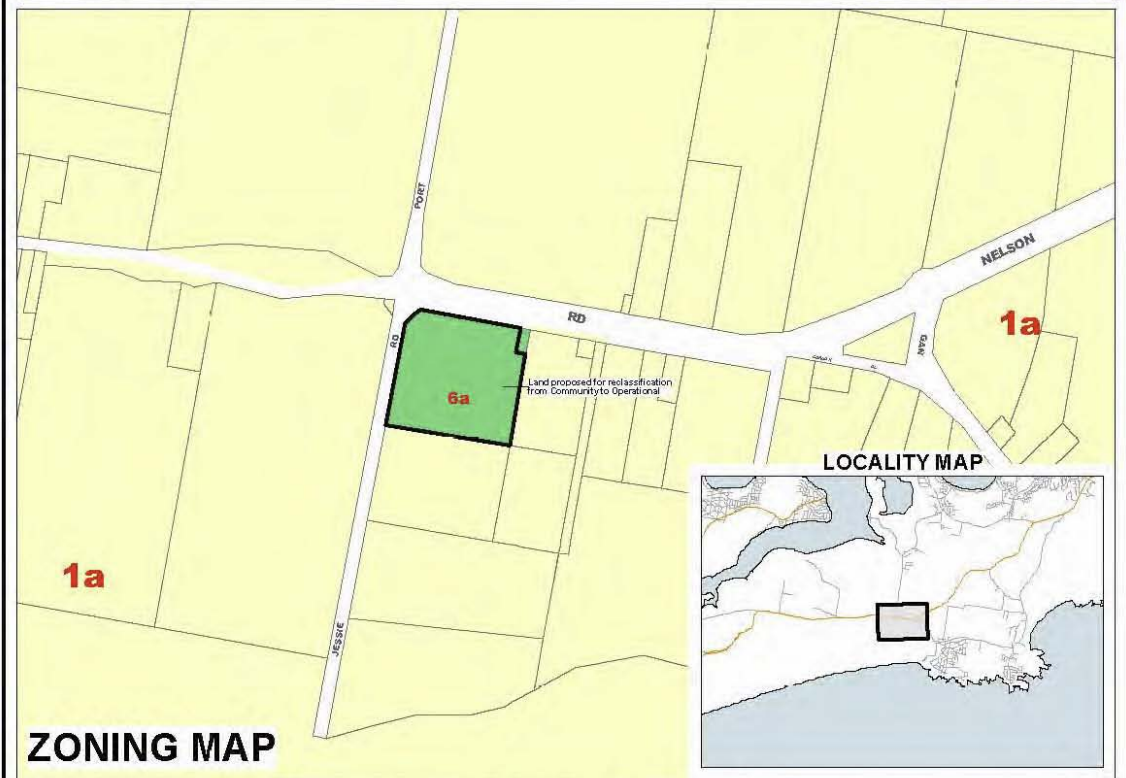 PORT
NELSON
RD
1a
GAN
RD
6a
Land proposed for reclassification
from Community to Operational
LOCALITY MAP
1a
JESSIE
ZONING MAP